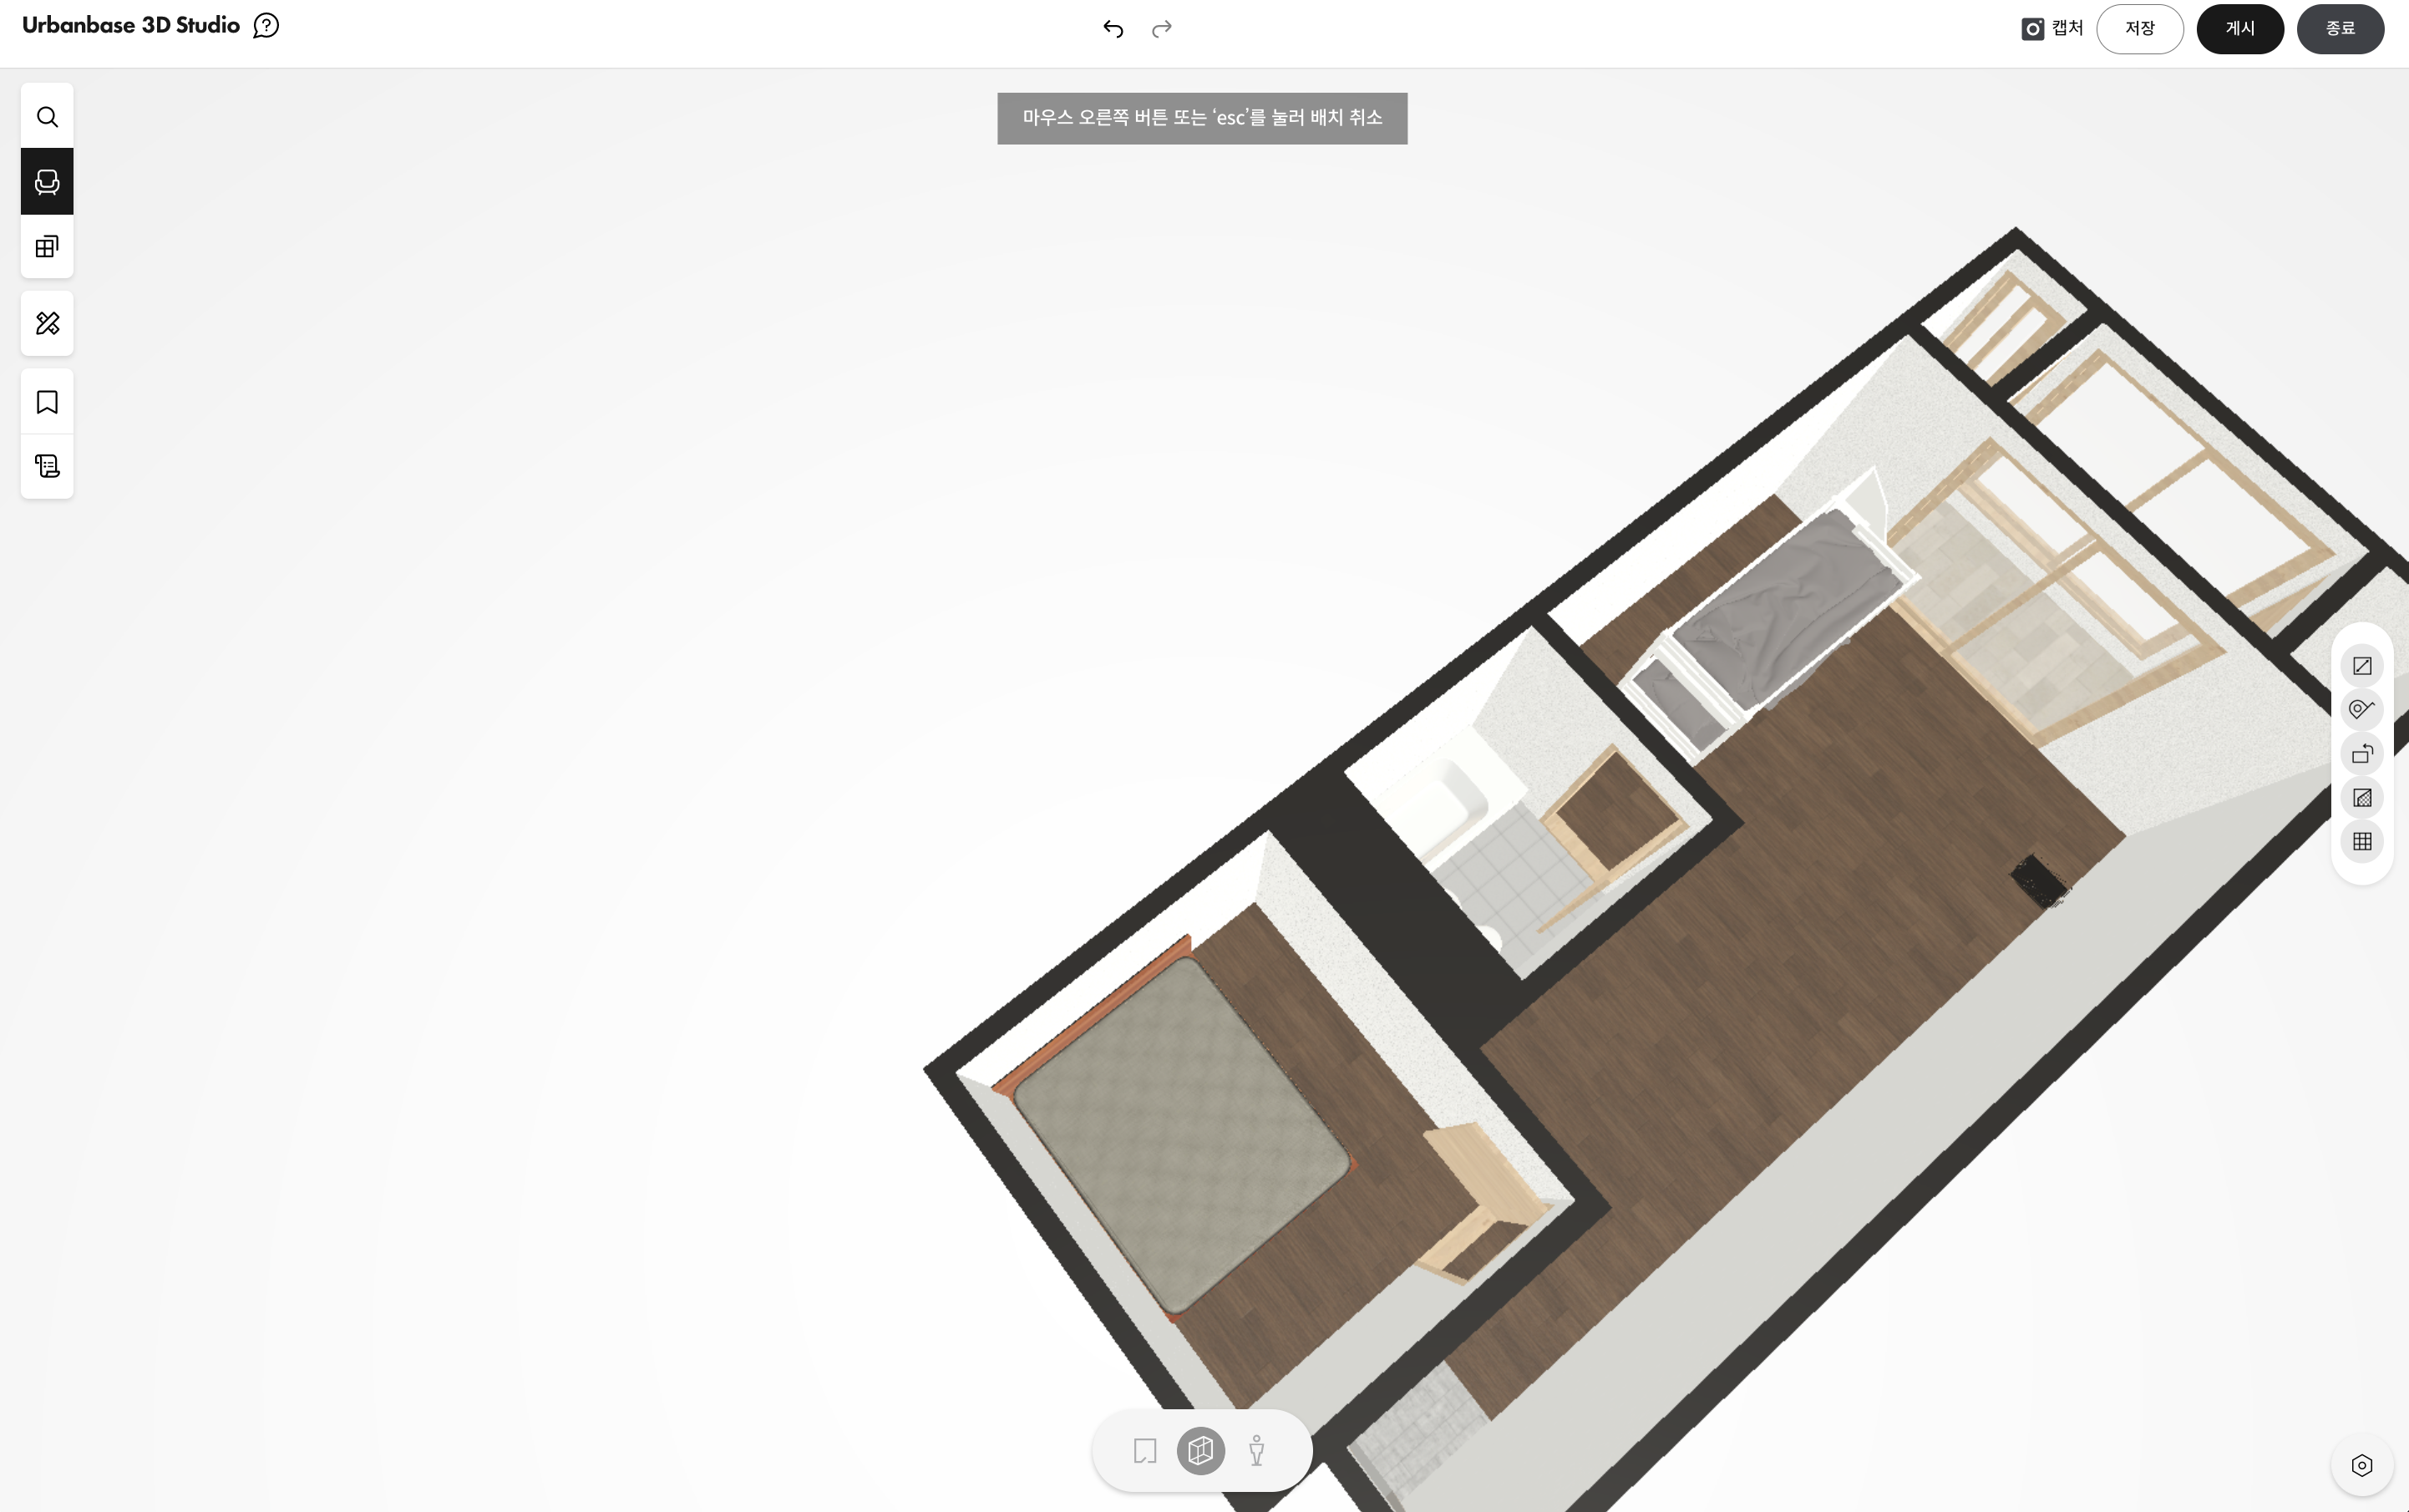 Urbanbase 3D Studio
캡처
저장
게시
종료
마우스 오른쪽 버튼 또는 ‘esc’를 눌러 배치 취소